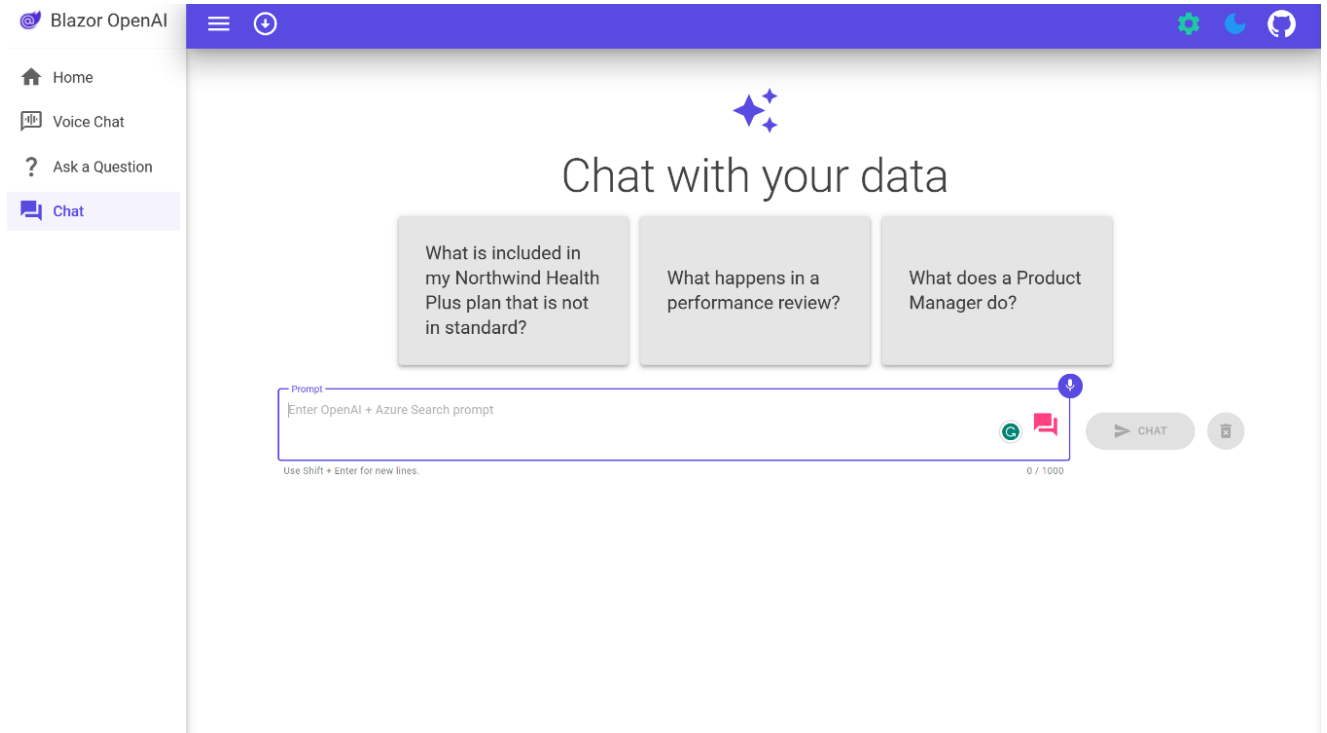 Blazor OpenAI
Home
Voice Chat
Ask a Question
Chat
Chat with your data
What is included in
my Northwind Health
Plus plan that is not
in standard?
What happens in a
performance review?
What does a Product
Manager do?
Prompt
Enter OpenAI + Azure Search prompt
CHAT
Use Shift + Enter for new lines.
0 / 1000